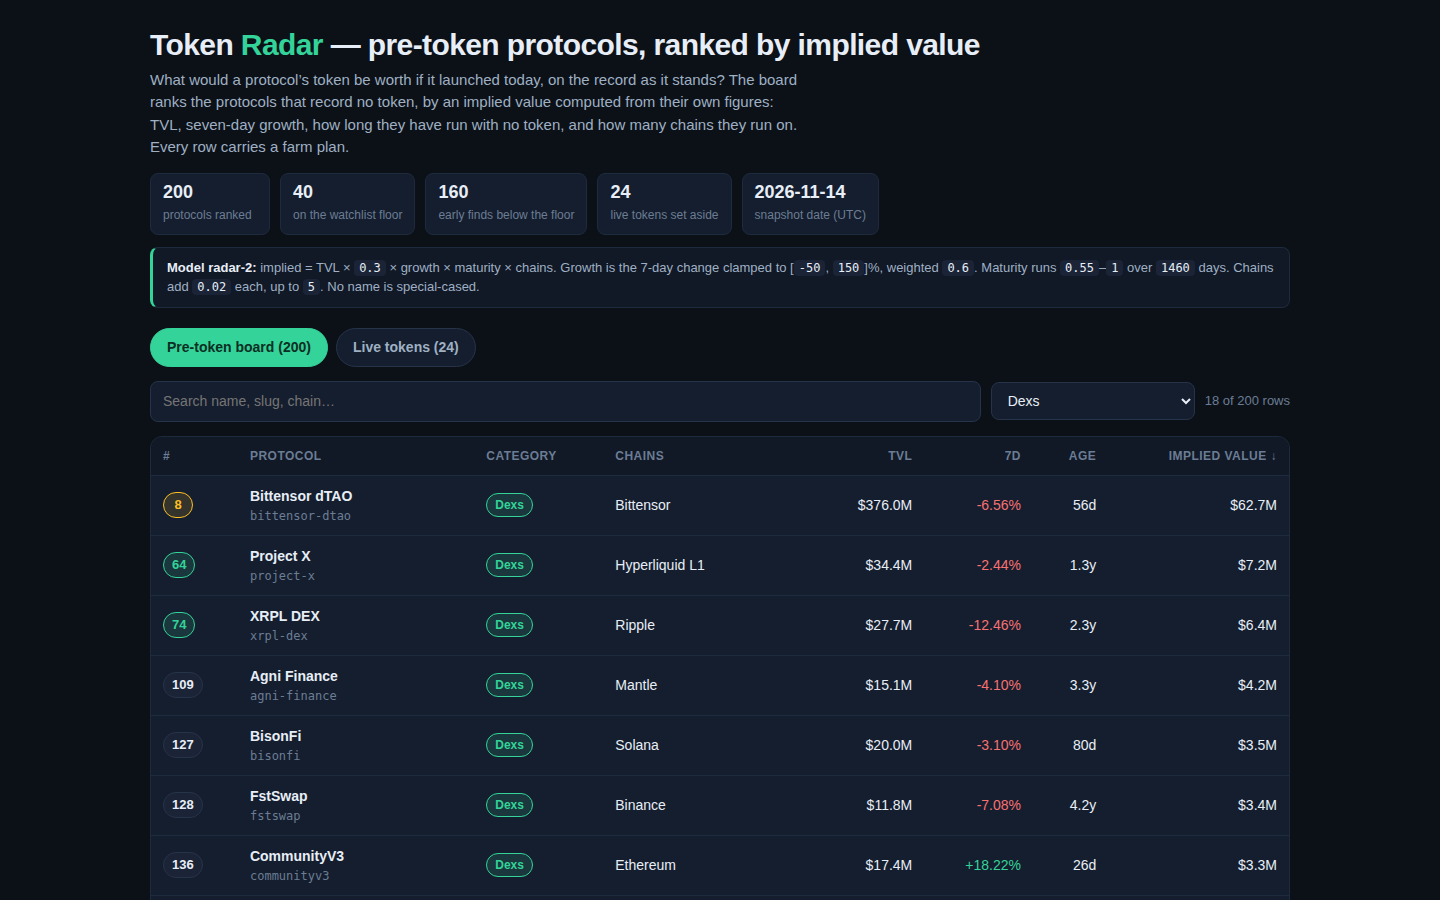 Token Radar — pre-token protocols, ranked by implied value
What would a protocol’s token be worth if it launched today, on the record as it stands? The board
ranks the protocols that record no token, by an implied value computed from their own figures:
TVL, seven-day growth, how long they have run with no token, and how many chains they run on.
Every row carries a farm plan.
200 40 160 24 2026-11-14
protocols ranked on the watchlist floor early finds below the floor live tokens set aside snapshot date (UTC)
Model radar-2: implied = TVL × 0.3 × growth × maturity × chains. Growth is the 7-day change clamped to [-50, 150]%, weighted 0.6. Maturity runs 0.55–1 over 1460 days. Chains
add 0.02 each, up to 5. No name is special-cased.
Pre-token board (200) Live tokens (24)
Search name, slug, chain… Dexs 18 of 200 rows
# PROTOCOL CATEGORY CHAINS TVL 7D AGE IMPLIED VALUE ↓
8 Bittensor dTAO Dexs Bittensor $376.0M -6.56% 56d $62.7M
bittensor-dtao
64 Project X Dexs Hyperliquid L1 $34.4M -2.44% 1.3y $7.2M
project-x
74 XRPL DEX Dexs Ripple $27.7M -12.46% 2.3y $6.4M
xrpl-dex
109 Agni Finance Dexs Mantle $15.1M -4.10% 3.3y $4.2M
agni-finance
127 BisonFi Dexs Solana $20.0M -3.10% 80d $3.5M
bisonfi
128 FstSwap Dexs Binance $11.8M -7.08% 4.2y $3.4M
fstswap
136 CommunityV3 Dexs Ethereum $17.4M +18.22% 26d $3.3M
communityv3